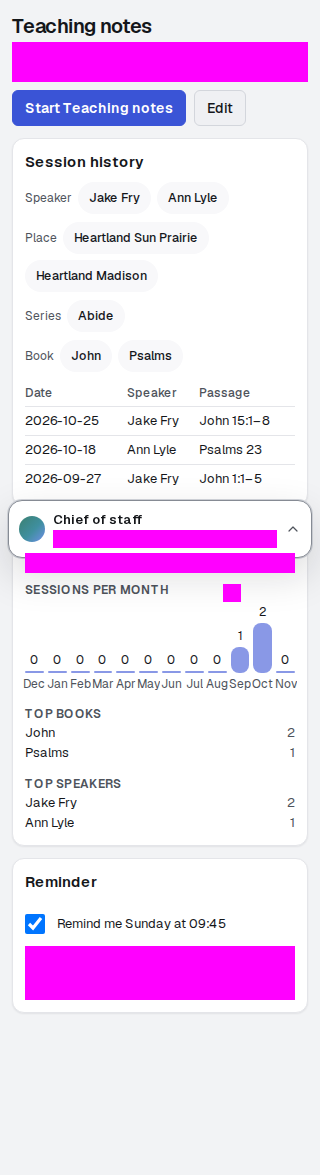 Teaching notes
Start Teaching notes
Edit
Session history
Speaker Jake Fry Ann Lyle
Place Heartland Sun Prairie
Heartland Madison
Series Abide
Book John Psalms
Date Speaker Passage
2026-10-25 Jake Fry John 15:1–8
2026-10-18 Ann Lyle Psalms 23
2026-09-27 Jake Fry John 1:1–5
Chief of staff
SESSIONS PER MONTH
0 0 0 0 0 0 0 0 0 1 2 0
Dec Jan Feb Mar Apr May Jun Jul Aug Sep Oct Nov
TOP BOOKS
John 2
Psalms 1
TOP SPEAKERS
Jake Fry 2
Ann Lyle 1
Reminder
Remind me Sunday at 09:45